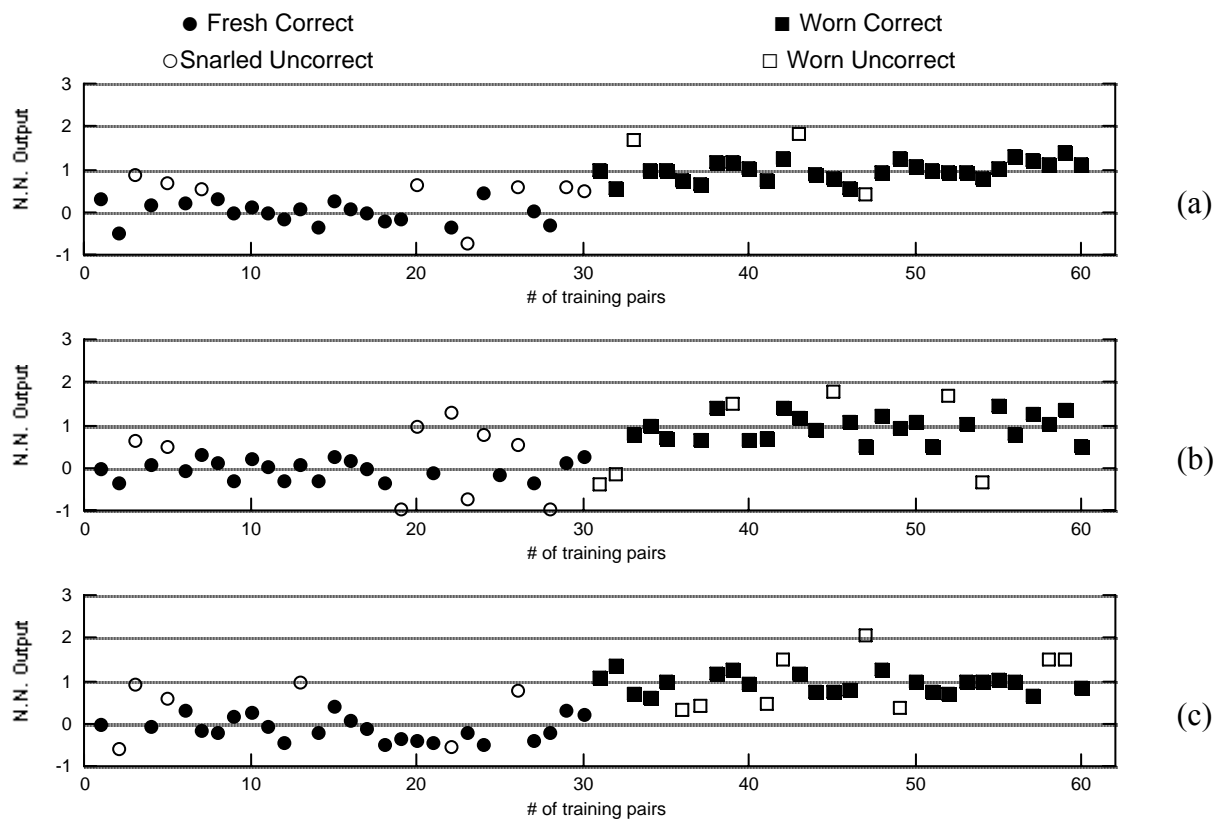 Fresh Correct
Worn Correct
Snarled Uncorrect
Worn Uncorrect
3
2
1
0
-1
N.N. Output
0 10 20 30 40 50 60
# of training pairs
(a)
3
2
1
0
-1
N.N. Output
0 10 20 30 40 50 60
# of training pairs
(b)
3
2
1
0
-1
N.N. Output
0 10 20 30 40 50 60
# of training pairs
(c)